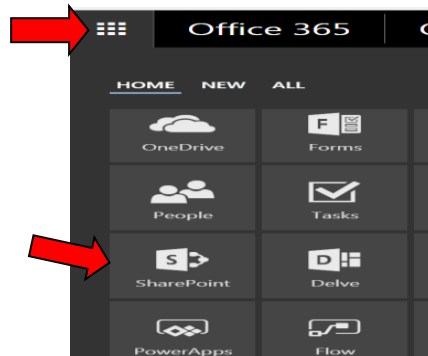 Office 365
HOME NEW ALL
OneDrive Forms
People Tasks
SharePoint Delve
PowerApps Flow